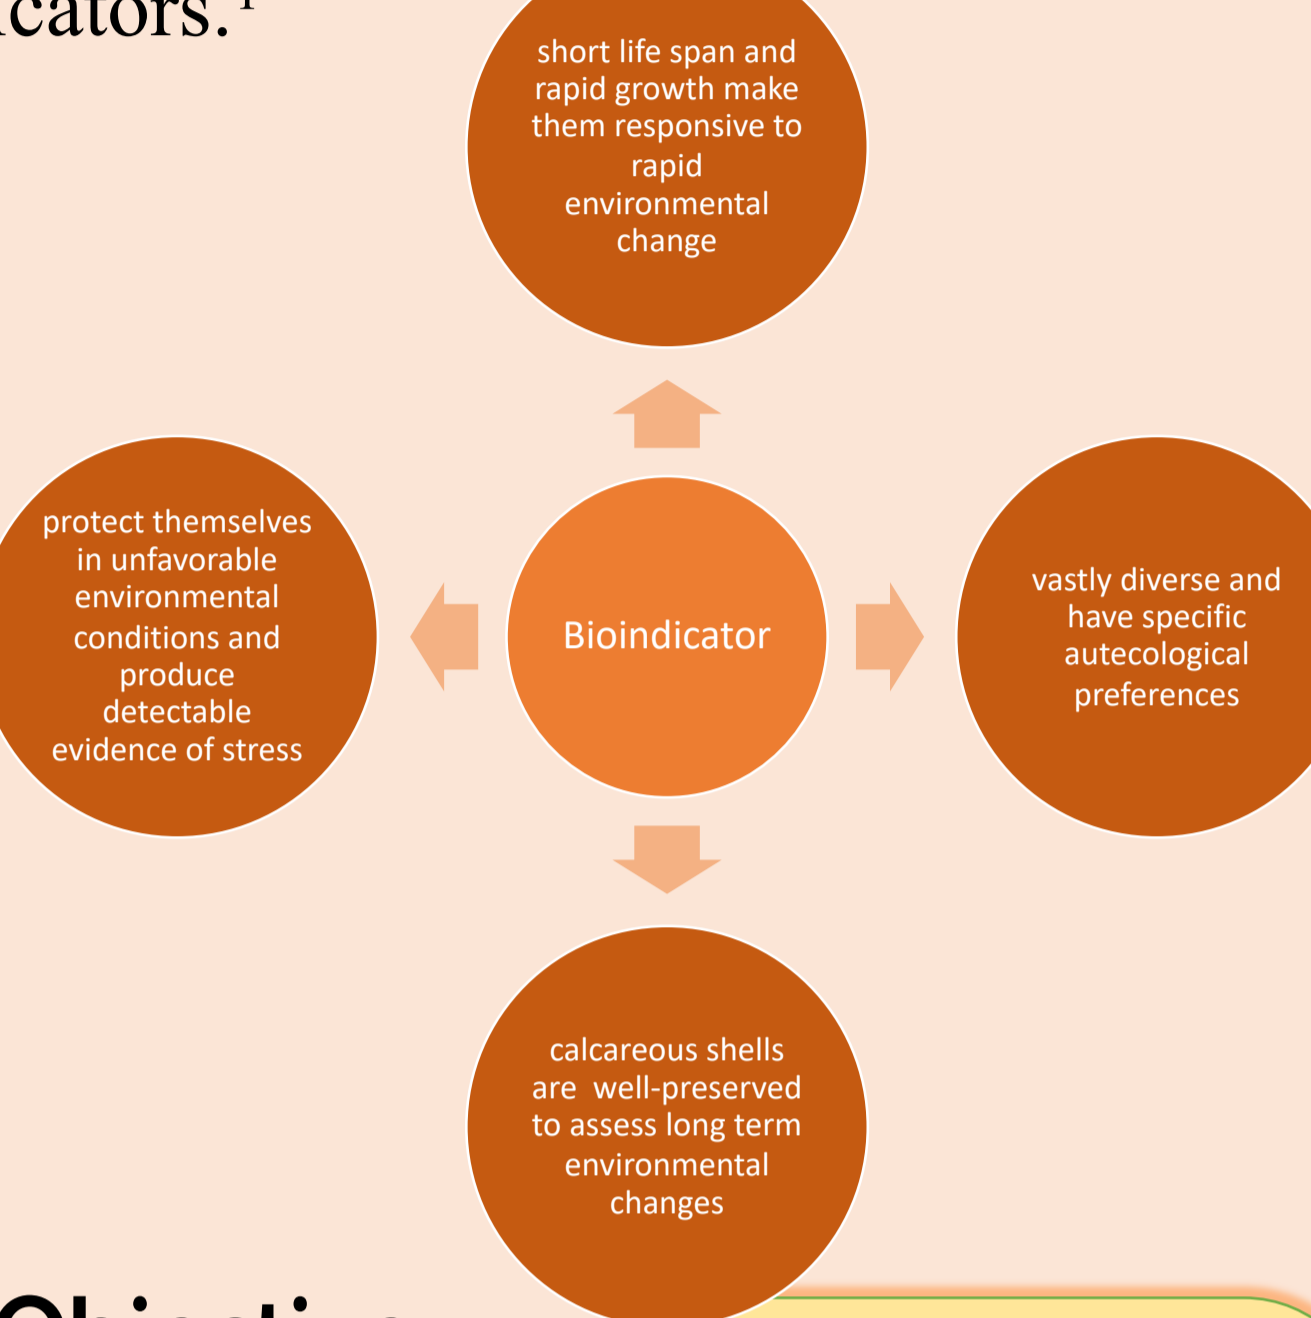 icators.¹
short life span and
rapid growth make
them responsive to
rapid
environmental
change
protect themselves
in unfavorable
environmental
conditions and
produce
detectable
evidence of stress
Bioindicator
vastly diverse and
have specific
autecological
preferences
calcareous shells
are  well-preserved
to assess long term
environmental
changes